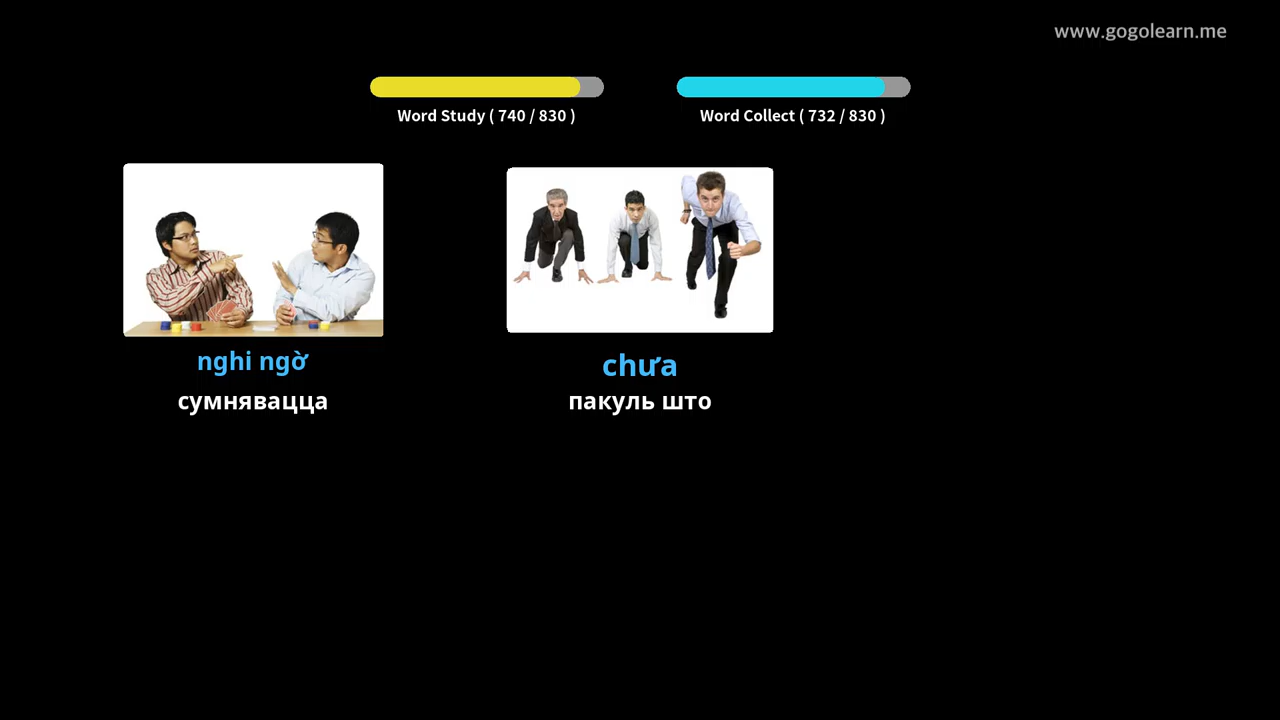 www.gogolearn.me
Word Study ( 740 / 830 )
Word Collect ( 732 / 830 )
nghi ngờ
сумнявацца
chưa
пакуль што